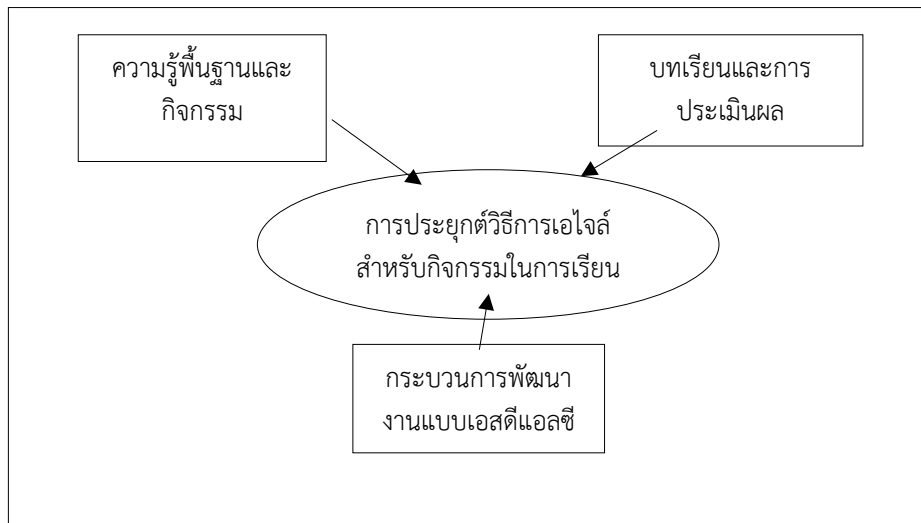 ความรู้พื้นฐานและ
กิจกรรม
บทเรียนและการ
ประเมินผล
การประยุกต์วิธีการเอไจล์
สำหรับกิจกรรมในการเรียน
กระบวนการพัฒนา
งานแบบเอสดีแอลซี